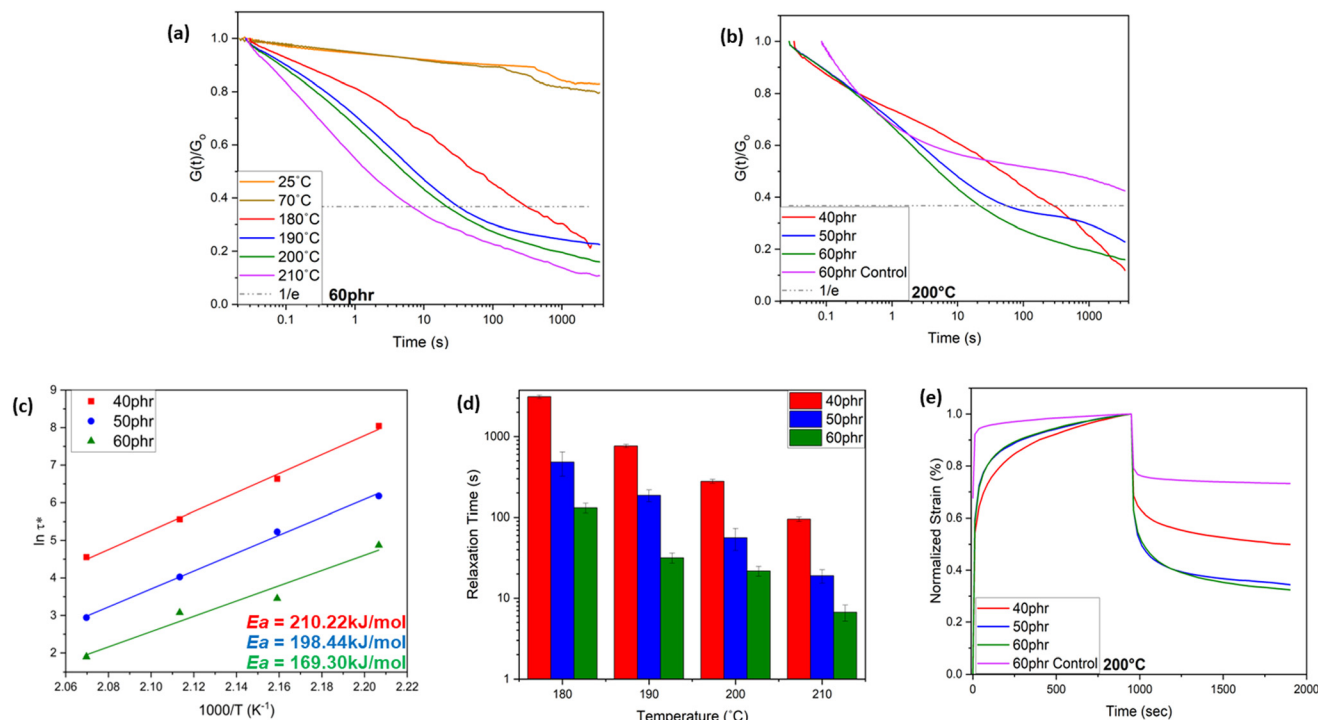 (a)
G(t)/G₀
1.0
0.8
0.6
0.4
0.2
0.0
25°C
70°C
180°C
190°C
200°C
210°C
1/e
60phr
0.1
1
10
100
1000
Time (s)
(b)
G(t)/G₀
1.0
0.8
0.6
0.4
0.2
0.0
40phr
50phr
60phr
60phr Control
1/e
200°C
0.1
1
10
100
1000
Time (s)
(c)
ln τ*
9
8
7
6
5
4
3
2
1
40phr
50phr
60phr
Ea = 210.22kJ/mol
Ea = 198.44kJ/mol
Ea = 169.30kJ/mol
2.06
2.08
2.10
2.12
2.14
2.16
2.18
2.20
2.22
1000/T (K⁻¹)
(d)
Relaxation Time (s)
1000
100
10
1
40phr
50phr
60phr
180
190
200
210
Temperature (°C)
(e)
Normalized Strain (%)
1.0
0.8
0.6
0.4
0.2
0.0
40phr
50phr
60phr
60phr Control
200°C
0
500
1000
1500
2000
Time (sec)